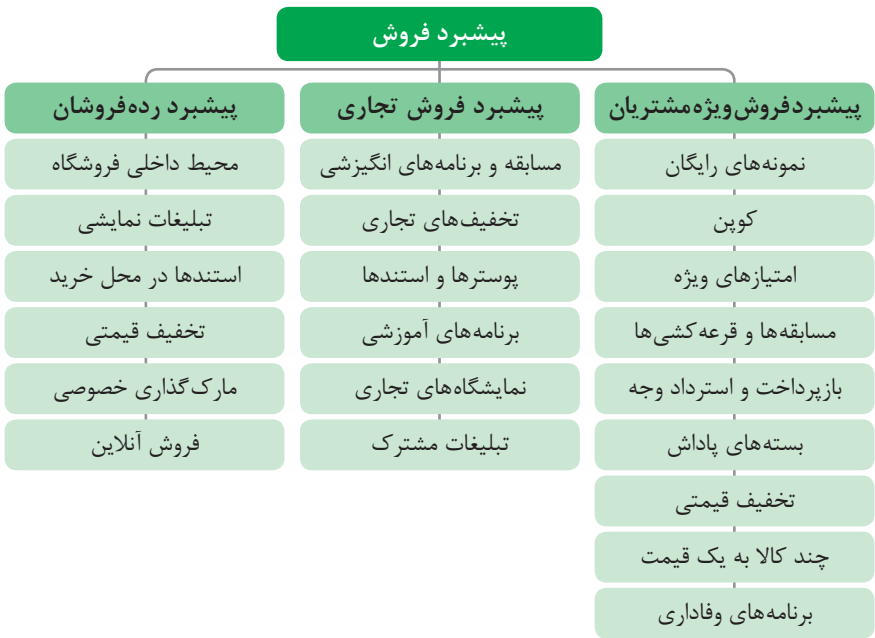 پیشبرد فروش
پیشبرد فروش ویژه مشتریان
نمونه‌های رایگان
کوپن
امتیازهای ویژه
مسابقه‌ها و قرعه‌کشی‌ها
بازپرداخت و استرداد وجه
بسته‌های پاداش
تخفیف قیمتی
چند کالا به یک قیمت
برنامه‌های وفاداری
پیشبرد فروش تجاری
مسابقه و برنامه‌های انگیزشی
تخفیف‌های تجاری
پوسترها و استندها
برنامه‌های آموزشی
نمایشگاه‌های تجاری
تبلیغات مشترک
پیشبرد رده‌فروشان
محیط داخلی فروشگاه
تبلیغات نمایشی
استندها در محل خرید
تخفیف قیمتی
مارک‌گذاری خصوصی
فروش آنلاین